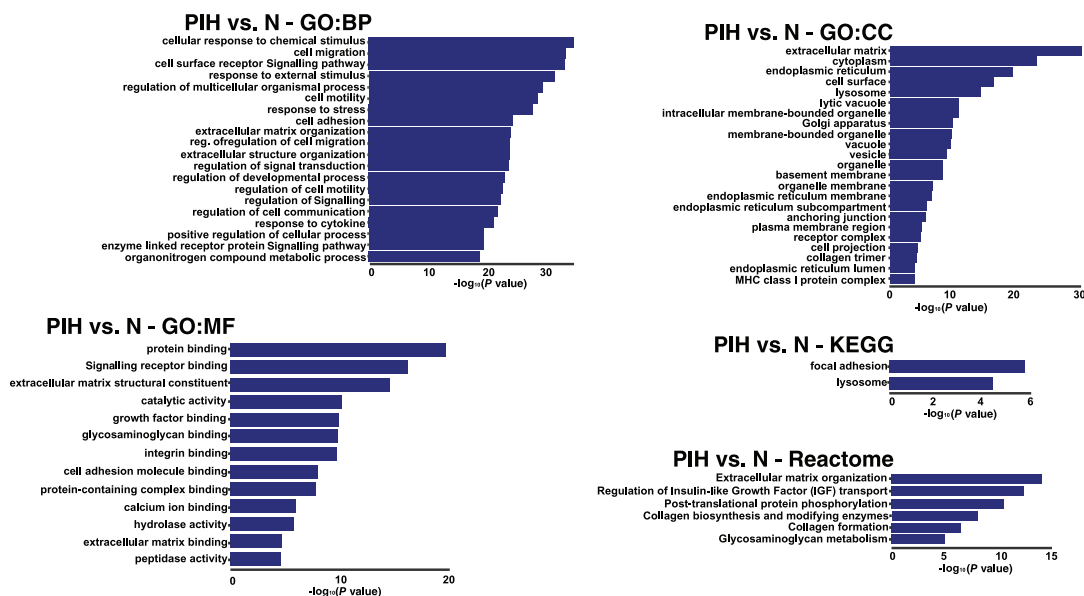 PIH vs. N - GO:BP
cellular response to chemical stimulus
cell migration
cell surface receptor Signalling pathway
response to external stimulus
regulation of multicellular organismal process
cell motility
response to stress
cell adhesion
extracellular matrix organization
reg. ofregulation of cell migration
extracellular structure organization
regulation of signal transduction
regulation of developmental process
regulation of cell motility
regulation of Signalling
regulation of cell communication
response to cytokine
positive regulation of cellular process
enzyme linked receptor protein Signalling pathway
organonitrogen compound metabolic process
0 10 20 30
-log₁₀(P value)
PIH vs. N - GO:CC
extracellular matrix
cytoplasm
endoplasmic reticulum
cell surface
lysosome
lytic vacuole
intracellular membrane-bounded organelle
Golgi apparatus
membrane-bounded organelle
vacuole
vesicle
organelle
basement membrane
organelle membrane
endoplasmic reticulum membrane
endoplasmic reticulum subcompartment
anchoring junction
plasma membrane region
receptor complex
cell projection
collagen trimer
endoplasmic reticulum lumen
MHC class I protein complex
0 10 20 30
-log₁₀(P value)
PIH vs. N - GO:MF
protein binding
Signalling receptor binding
extracellular matrix structural constituent
catalytic activity
growth factor binding
glycosaminoglycan binding
integrin binding
cell adhesion molecule binding
protein-containing complex binding
calcium ion binding
hydrolase activity
extracellular matrix binding
peptidase activity
0 10 20
-log₁₀(P value)
PIH vs. N - KEGG
focal adhesion
lysosome
0 2 4 6
-log₁₀(P value)
PIH vs. N - Reactome
Extracellular matrix organization
Regulation of Insulin-like Growth Factor (IGF) transport
Post-translational protein phosphorylation
Collagen biosynthesis and modifying enzymes
Collagen formation
Glycosaminoglycan metabolism
0 5 10 15
-log₁₀(P value)